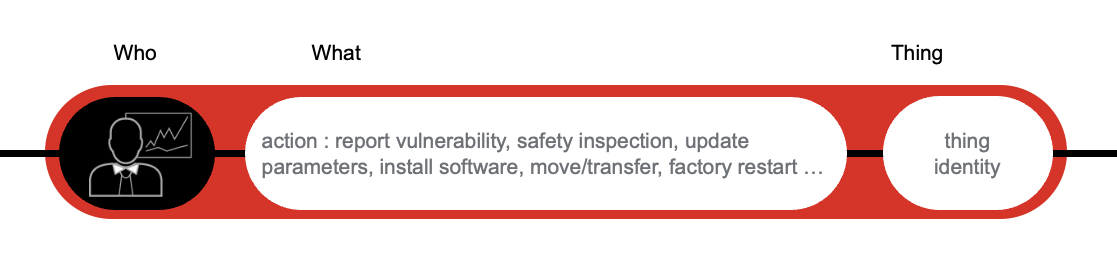 Who
What
Thing
action : report vulnerability, safety inspection, update
parameters, install software, move/transfer, factory restart …
thing
identity